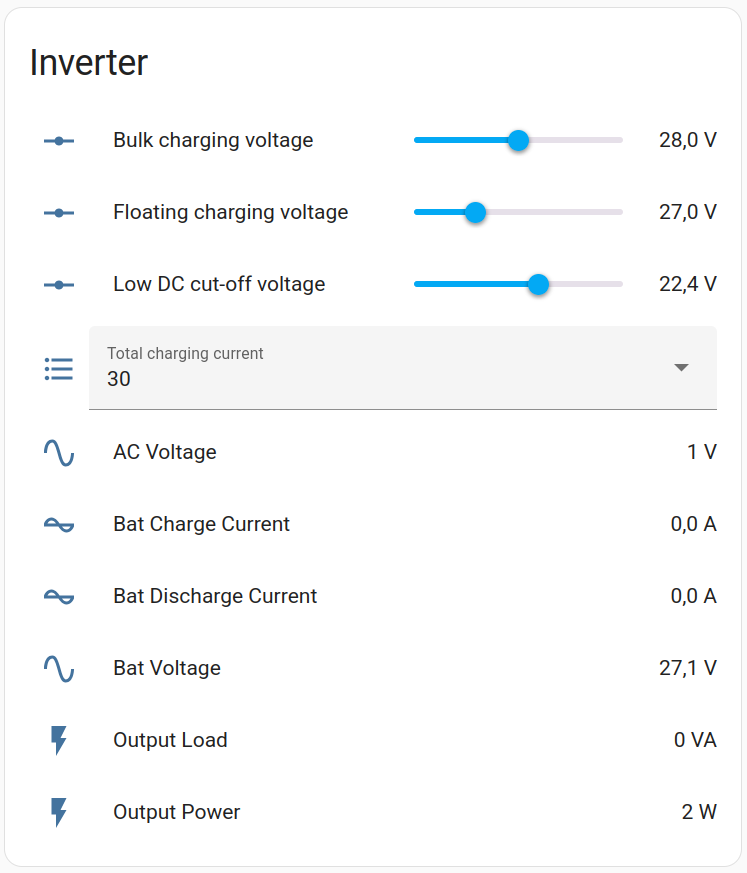 Inverter
Bulk charging voltage 28,0 V
Floating charging voltage 27,0 V
Low DC cut-off voltage 22,4 V
Total charging current
30
AC Voltage 1 V
Bat Charge Current 0,0 A
Bat Discharge Current 0,0 A
Bat Voltage 27,1 V
Output Load 0 VA
Output Power 2 W